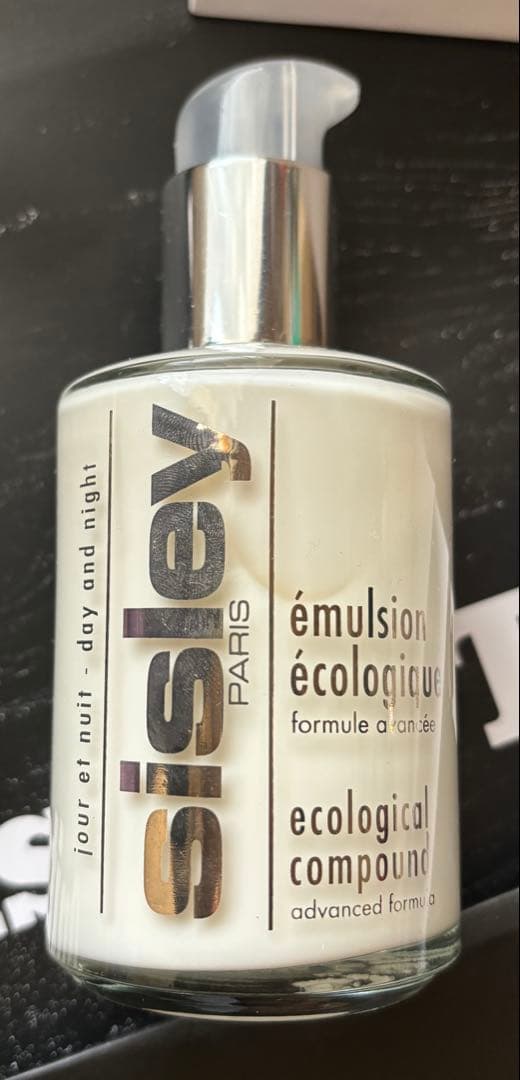 jour et nuit - day and night
sisley
PARIS
émulsion
écologique
formule avancée
ecological
compound
advanced formula